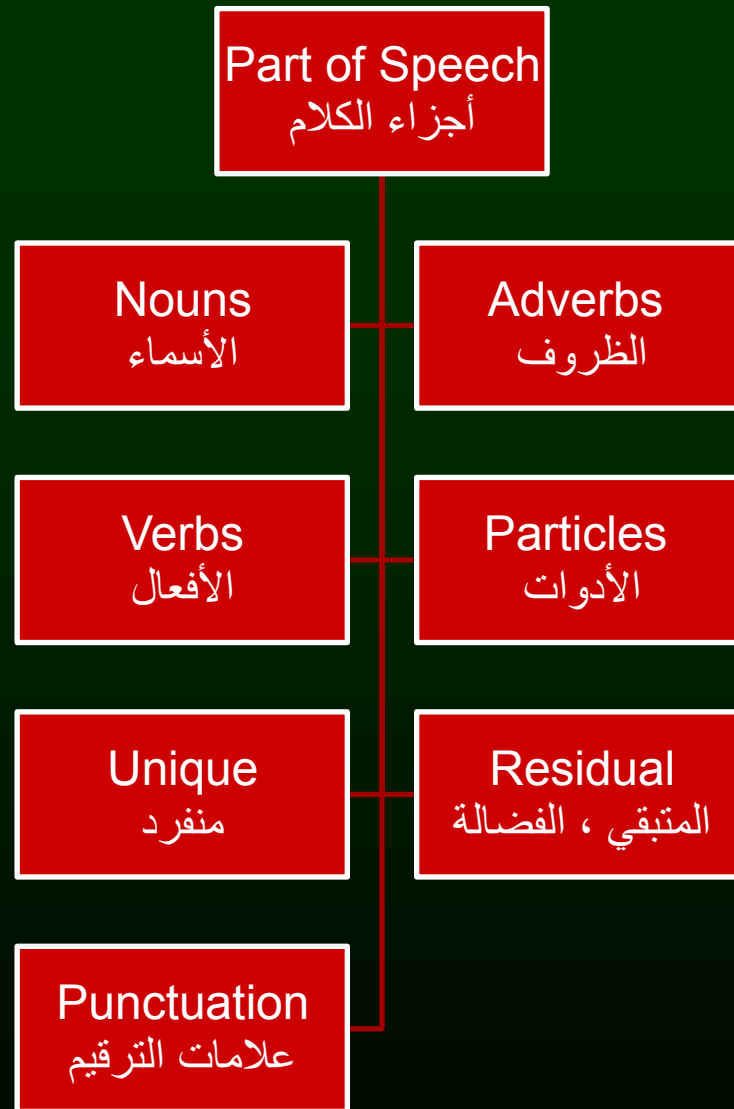 Part of Speech
أجزاء الكلام
Nouns
الأسماء
Adverbs
الظروف
Verbs
الأفعال
Particles
الأدوات
Unique
منفرد
Residual
المتبقي ، الفضالة
Punctuation
علامات الترقيم